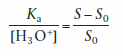 Kₐ/[H₃O⁺] = (S – S₀)/S₀